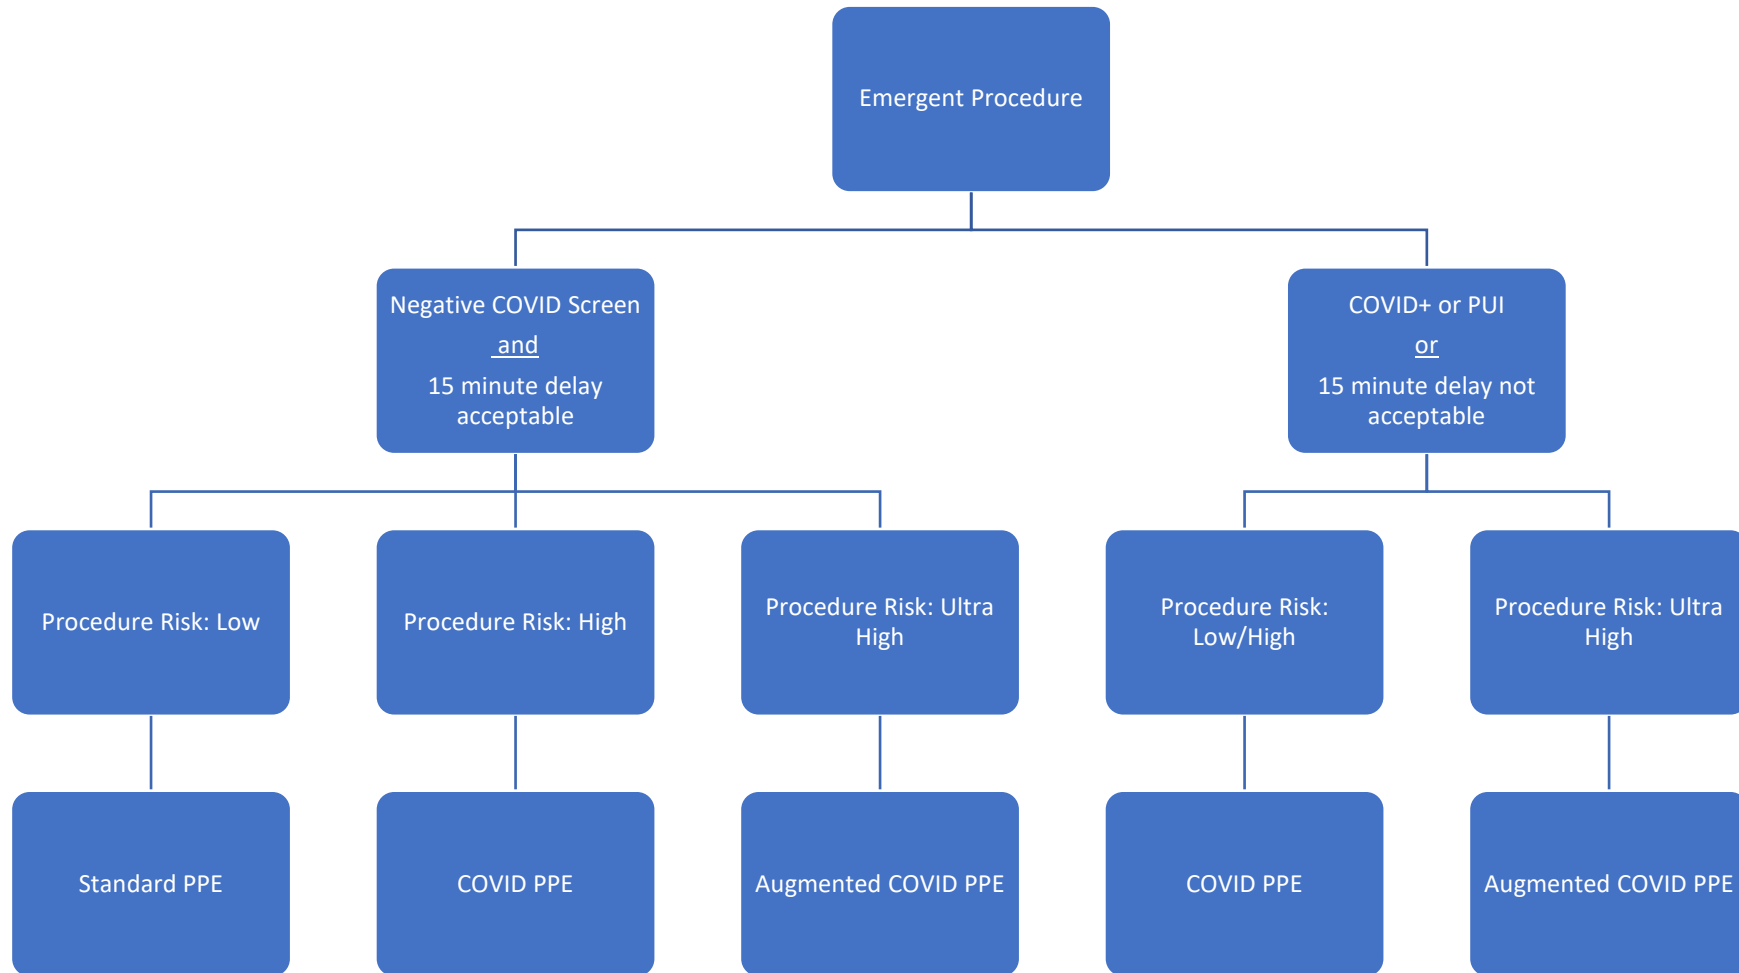 Emergent Procedure
Negative COVID Screen
and
15 minute delay
acceptable
COVID+ or PUI
or
15 minute delay not
acceptable
Procedure Risk: Low
Procedure Risk: High
Procedure Risk: Ultra
High
Procedure Risk:
Low/High
Procedure Risk: Ultra
High
Standard PPE
COVID PPE
Augmented COVID PPE
COVID PPE
Augmented COVID PPE